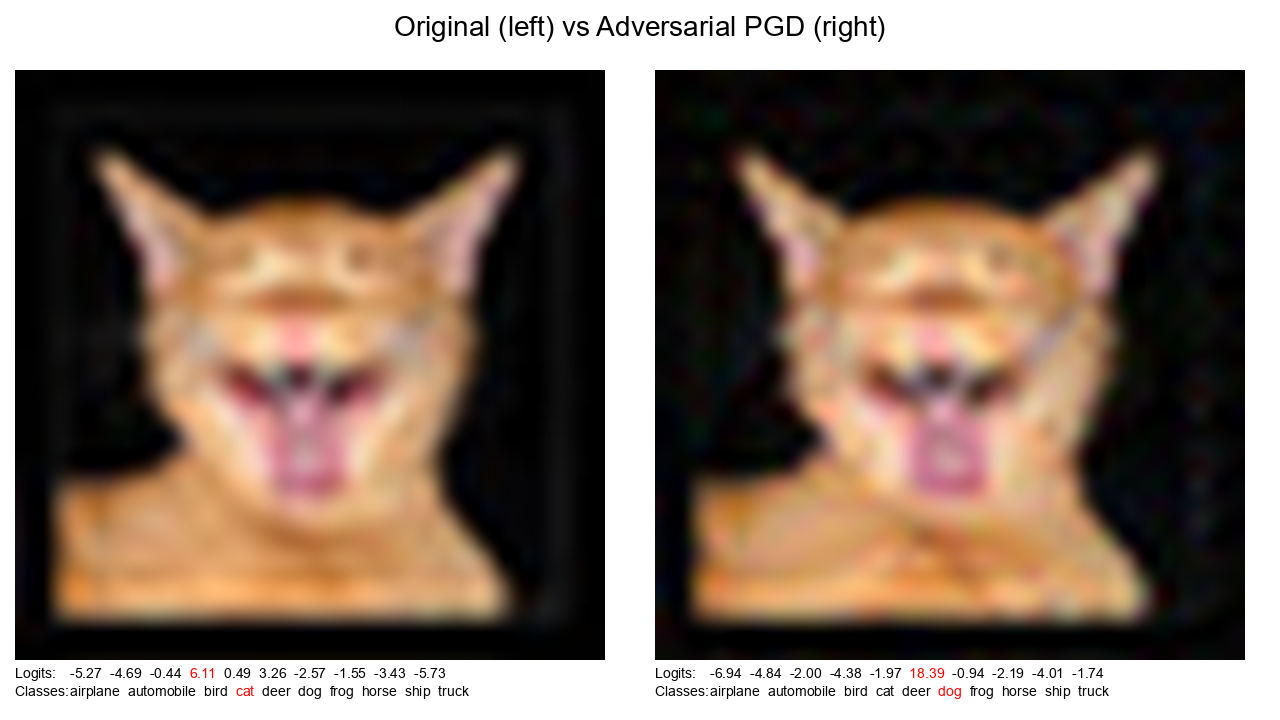 Original (left) vs Adversarial PGD (right)
Logits: -5.27 -4.69 -0.44 6.11 0.49 3.26 -2.57 -1.55 -3.43 -5.73
Classes:airplane automobile bird cat deer dog frog horse ship truck
Logits: -6.94 -4.84 -2.00 -4.38 -1.97 18.39 -0.94 -2.19 -4.01 -1.74
Classes:airplane automobile bird cat deer dog frog horse ship truck